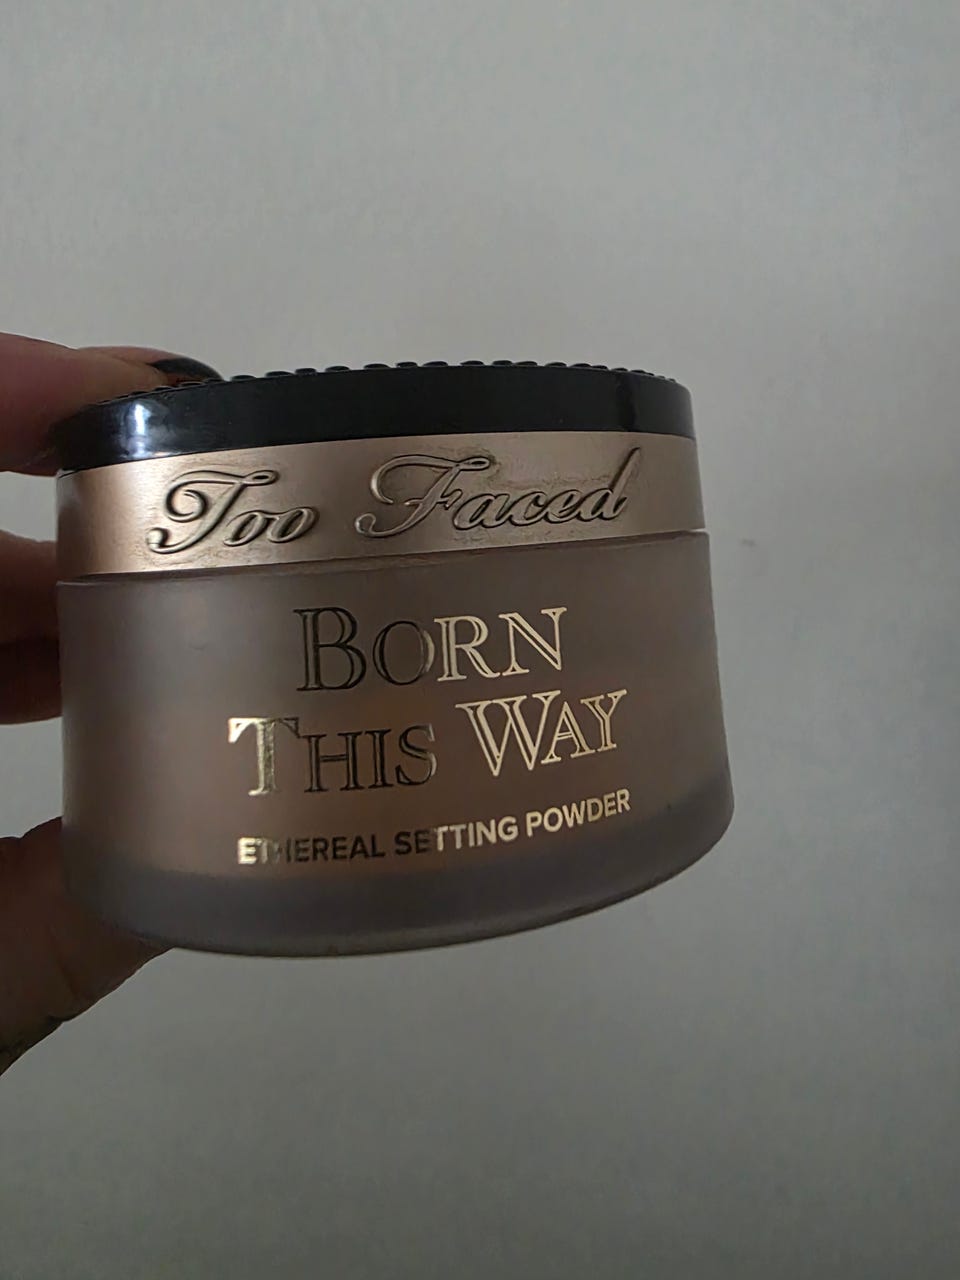 Too Faced
BORN
THIS WAY
ETHEREAL SETTING POWDER